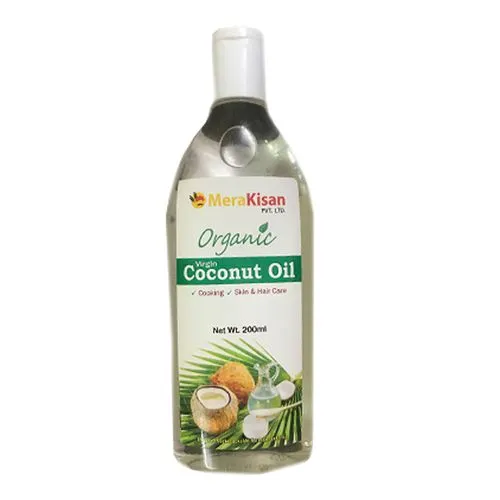 MeraKisan
PVT. LTD.
Organic
Virgin
Coconut Oil
✓ Cooking ✓ Skin & Hair Care
Net Wt. 200ml